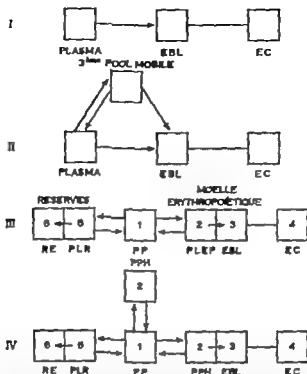 I
PLASMA EBL EC
3ème POOL MOBILE
II
PLASMA EBL EC
RESERVES MOELLE
ERYTHROPOÏETIQUE
III 6 5 1 2 3 4
RE PLR PP PLEP EBL EC
PPH
2
IV 6 5 1 2 3 4
RE PLR PP PPH EBL EC